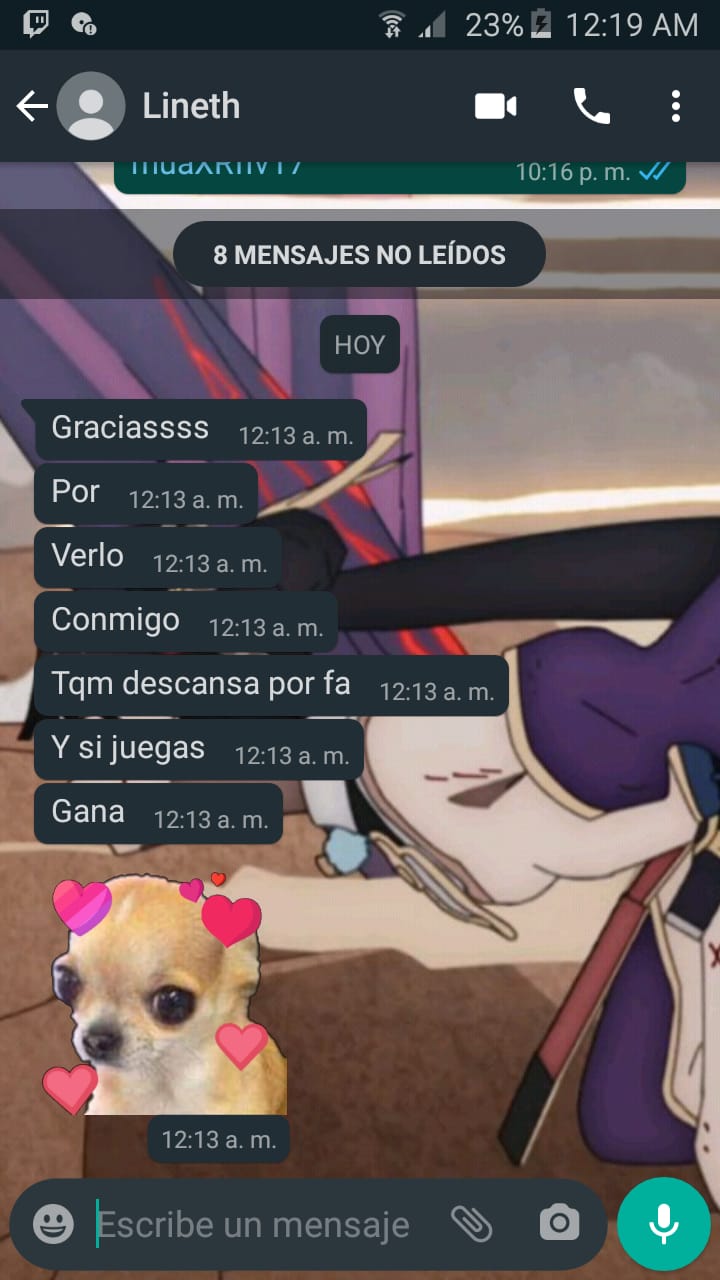 23% 12:19 AM
Lineth
10:16 p. m.
8 MENSAJES NO LEÍDOS
HOY
Graciassss 12:13 a. m.
Por 12:13 a. m.
Verlo 12:13 a. m.
Conmigo 12:13 a. m.
Tqm descansa por fa 12:13 a. m.
Y si juegas 12:13 a. m.
Gana 12:13 a. m.
12:13 a. m.
Escribe un mensaje